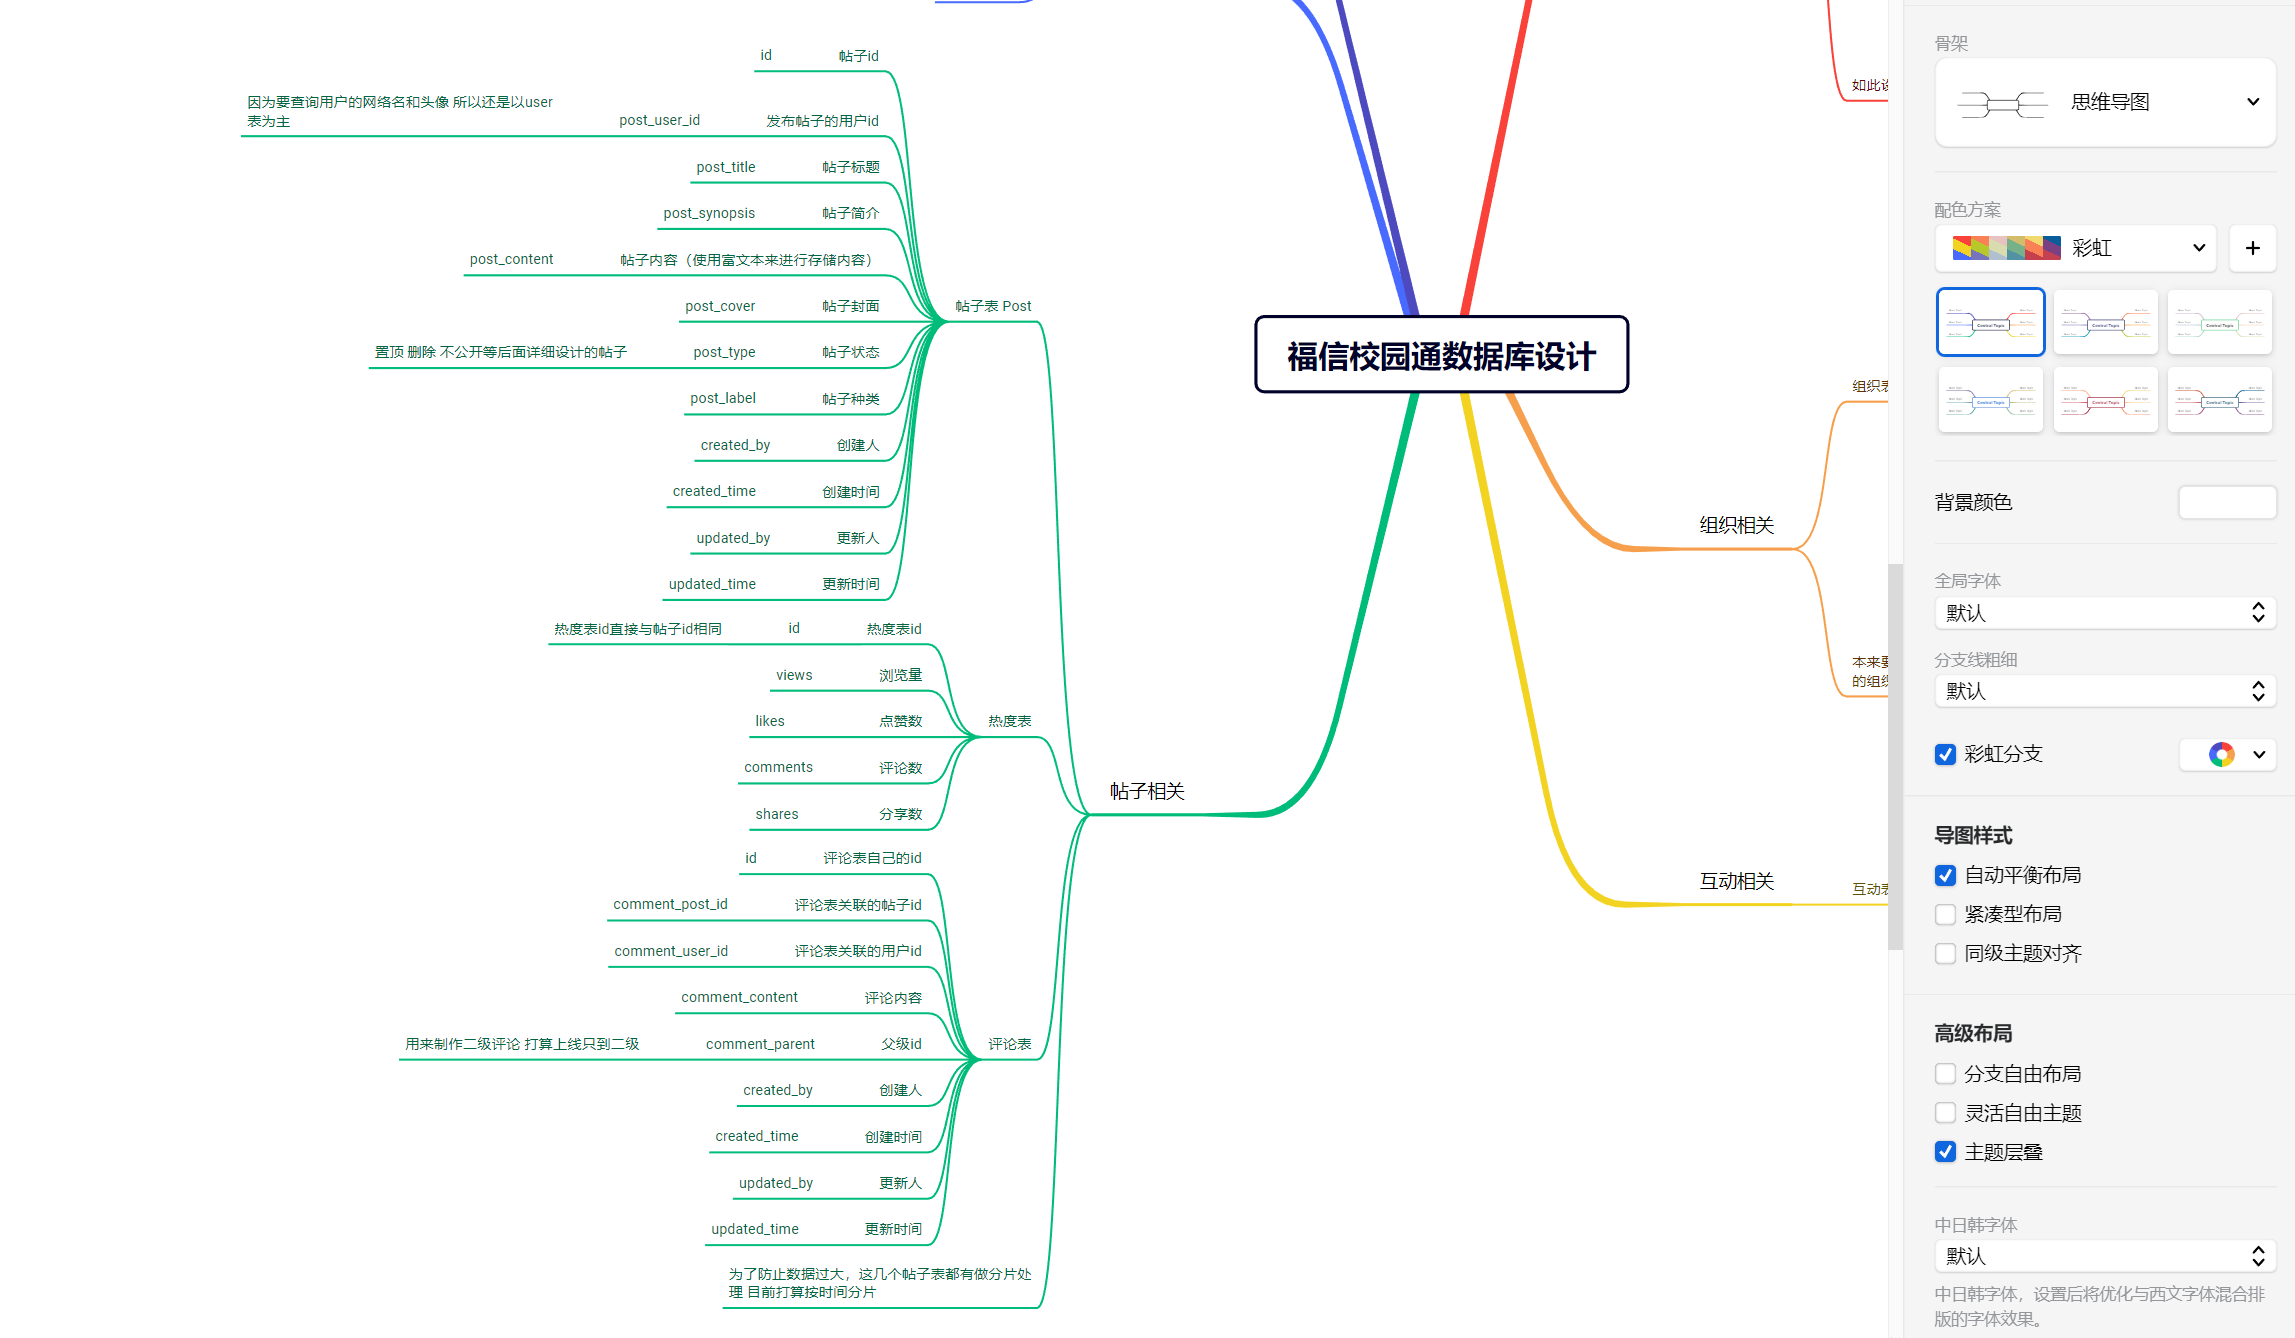 id
帖子id
因为要查询用户的网络名和头像 所以还是以user
表为主
post_user_id
发布帖子的用户id
post_title
帖子标题
post_synopsis
帖子简介
post_content
帖子内容（使用富文本来进行存储内容）
post_cover
帖子封面
帖子表 Post
置顶 删除 不公开等后面详细设计的帖子
post_type
帖子状态
post_label
帖子种类
created_by
创建人
created_time
创建时间
updated_by
更新人
updated_time
更新时间
热度表id直接与帖子id相同
id
热度表id
views
浏览量
likes
点赞数
热度表
comments
评论数
shares
分享数
帖子相关
id
评论表自己的id
comment_post_id
评论表关联的帖子id
comment_user_id
评论表关联的用户id
comment_content
评论内容
用来制作二级评论 打算上线只到二级
comment_parent
父级id
评论表
created_by
创建人
created_time
创建时间
updated_by
更新人
updated_time
更新时间
为了防止数据过大，这几个帖子表都有做分片处
理 目前打算按时间分片
福信校园通数据库设计
如此
组织
组织相关
本来
的组
互动相关
互动
骨架
思维导图
配色方案
彩虹
Central Topic
Central Topic
Central Topic
Central Topic
Central Topic
Central Topic
背景颜色
全局字体
默认
分支线粗细
默认
彩虹分支
导图样式
自动平衡布局
紧凑型布局
同级主题对齐
高级布局
分支自由布局
灵活自由主题
主题层叠
中日韩字体
默认
中日韩字体，设置后将优化与西文字体混合排
版的字体效果。